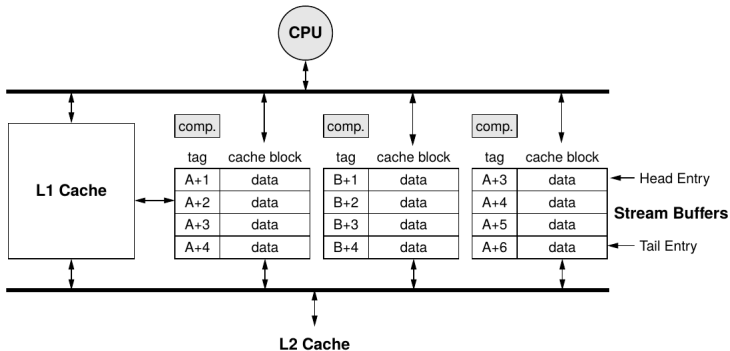 CPU
comp. comp. comp.
tag cache block tag cache block tag cache block
L1 Cache
A+1 data B+1 data A+3 data Head Entry
A+2 data B+2 data A+4 data
Stream Buffers
A+3 data B+3 data A+5 data
A+4 data B+4 data A+6 data Tail Entry
L2 Cache